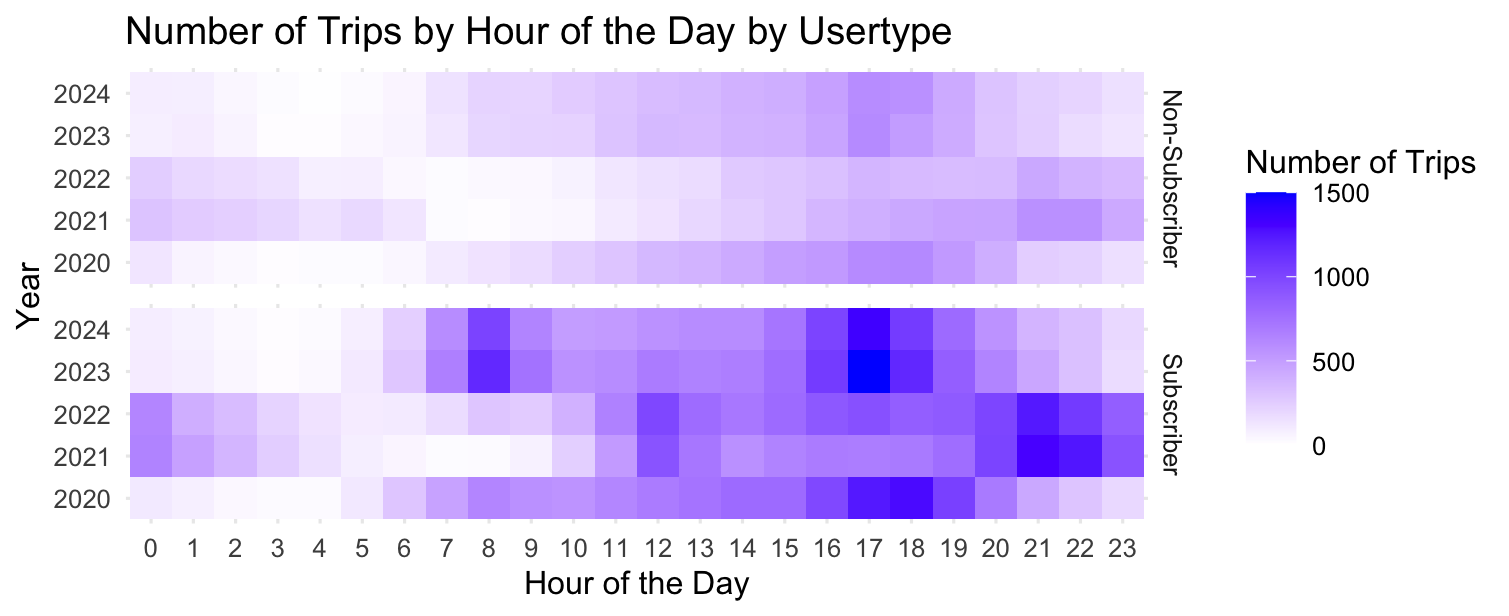 Number of Trips by Hour of the Day by Usertype
2024
2023
2022
2021
2020
Non-Subscriber
2024
2023
2022
2021
2020
Subscriber
Year
0 1 2 3 4 5 6 7 8 9 10 11 12 13 14 15 16 17 18 19 20 21 22 23
Hour of the Day
Number of Trips
1500
1000
500
0